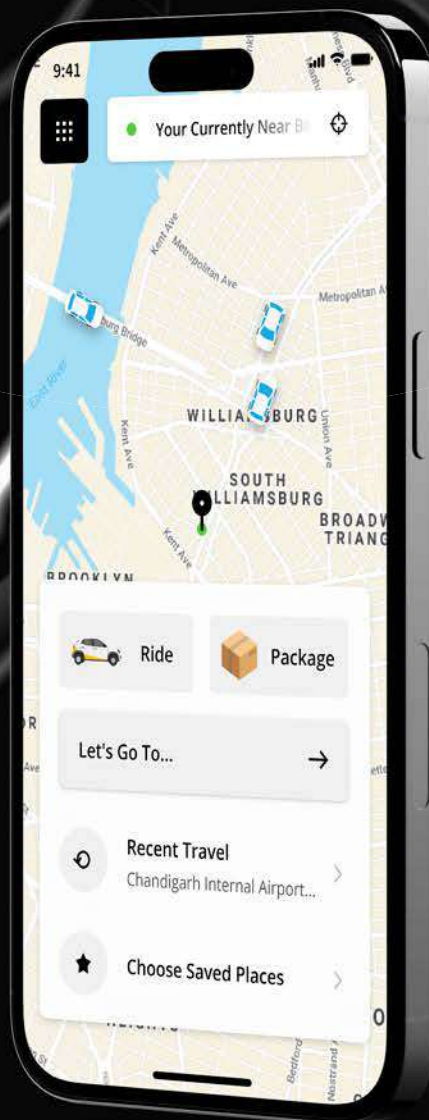 9:41
Your Currently Near
Kent Ave
Metropolitan Ave
Metropolitan
burg Bridge
East River
WILLIA BURG
Union Ave
Kent Ave
SOUTH
WILLIAMSBURG
BROADW
TRIANG
Kent Ave
BROOKLYN
Ride
Package
Let's Go To...
Recent Travel
Chandigarh Internal Airport...
Choose Saved Places
Bedford
Nostrand